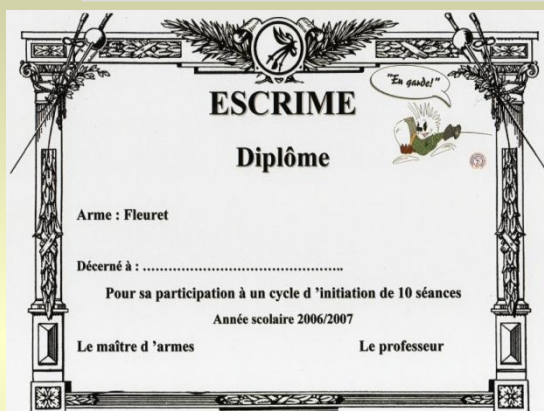 "En garde!"
ESCRIME
Diplôme
Arme : Fleuret
Décerné à : ...............................................
Pour sa participation à un cycle d ’initiation de 10 séances
Année scolaire 2006/2007
Le maître d ’armes Le professeur